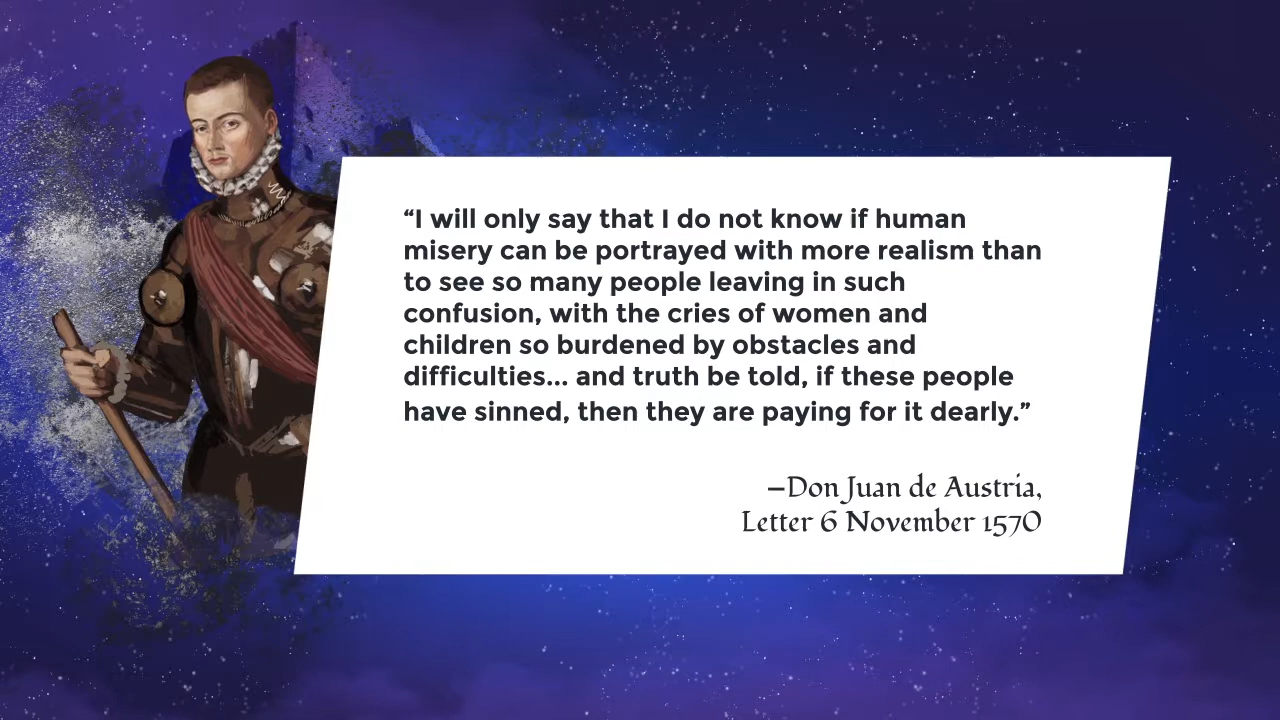 “I will only say that I do not know if human
misery can be portrayed with more realism than
to see so many people leaving in such
confusion, with the cries of women and
children so burdened by obstacles and
difficulties... and truth be told, if these people
have sinned, then they are paying for it dearly.”
—Don Juan de Austria,
Letter 6 November 1570